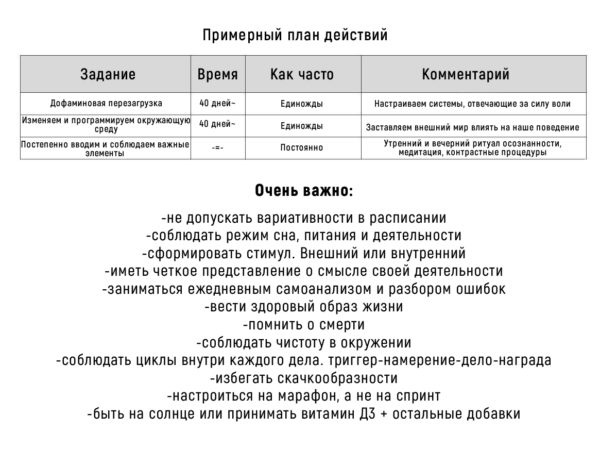 Примерный план действий
Задание Время Как часто Комментарий
Дофаминовая перезагрузка 40 дней~ Единожды Настраиваем системы, отвечающие за силу воли
Изменяем и программируем окружающую среду 40 дней~ Единожды Заставляем внешний мир влиять на наше поведение
Постепенно вводим и соблюдаем важные элементы -=- Постоянно Утренний и вечерний ритуал осознанности, медитация, контрастные процедуры
Очень важно:
-не допускать вариативности в расписании
-соблюдать режим сна, питания и деятельности
-сформировать стимул. Внешний или внутренний
-иметь четкое представление о смысле своей деятельности
-заниматься ежедневным самоанализом и разбором ошибок
-вести здоровый образ жизни
-помнить о смерти
-соблюдать чистоту в окружении
-соблюдать циклы внутри каждого дела. триггер-намерение-дело-награда
-избегать скачкообразности
-настроиться на марафон, а не на спринт
-быть на солнце или принимать витамин Д3 + остальные добавки